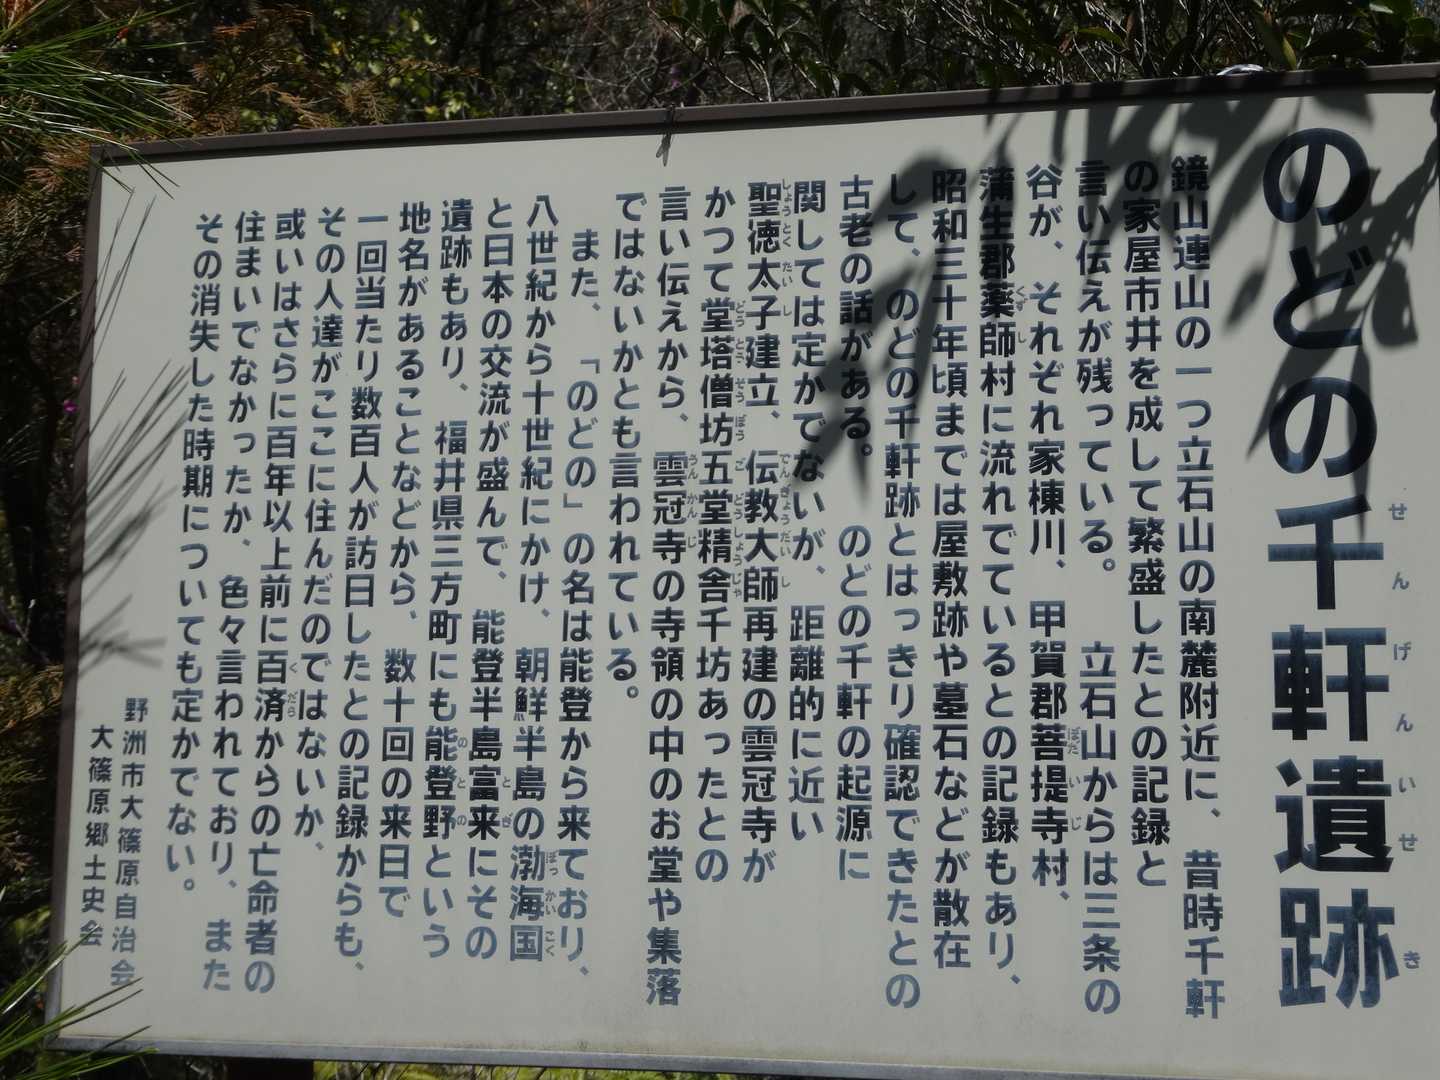 のどの千軒遺跡
鏡山連山の一つ立石山の南麓附近に、昔時千軒
の家屋市井を成して繁盛したとの記録と
言い伝えが残っている。　立石山からは三条の
谷が、それぞれ家棟川、甲賀郡菩提寺村、
蒲生郡薬師村に流れでているとの記録もあり、
昭和三十年頃までは屋敷跡や墓石などが散在
して、のどの千軒跡とはっきり確認できたとの
古老の話がある。　のどの千軒の起源に
関しては定かでないが、距離的に近い
聖徳太子建立、伝教大師再建の雲冠寺が
かつて堂塔僧坊五堂精舎千坊あったとの
言い伝えから、雲冠寺の寺領の中のお堂や集落
ではないかとも言われている。
また、「のどの」の名は能登から来ており、
八世紀から十世紀にかけ、朝鮮半島の渤海国
と日本の交流が盛んで、能登半島富来にその
遺跡もあり、福井県三方町にも能登野という
地名があることなどから、数十回の来日で
一回当たり数百人が訪日したとの記録からも、
その人達がここに住んだのではないか、
或いはさらに百年以上前に百済からの亡命者の
住まいでなかったか、色々言われており、また
その消失した時期についても定かでない。
野洲市大篠原自治会
大篠原郷土史会